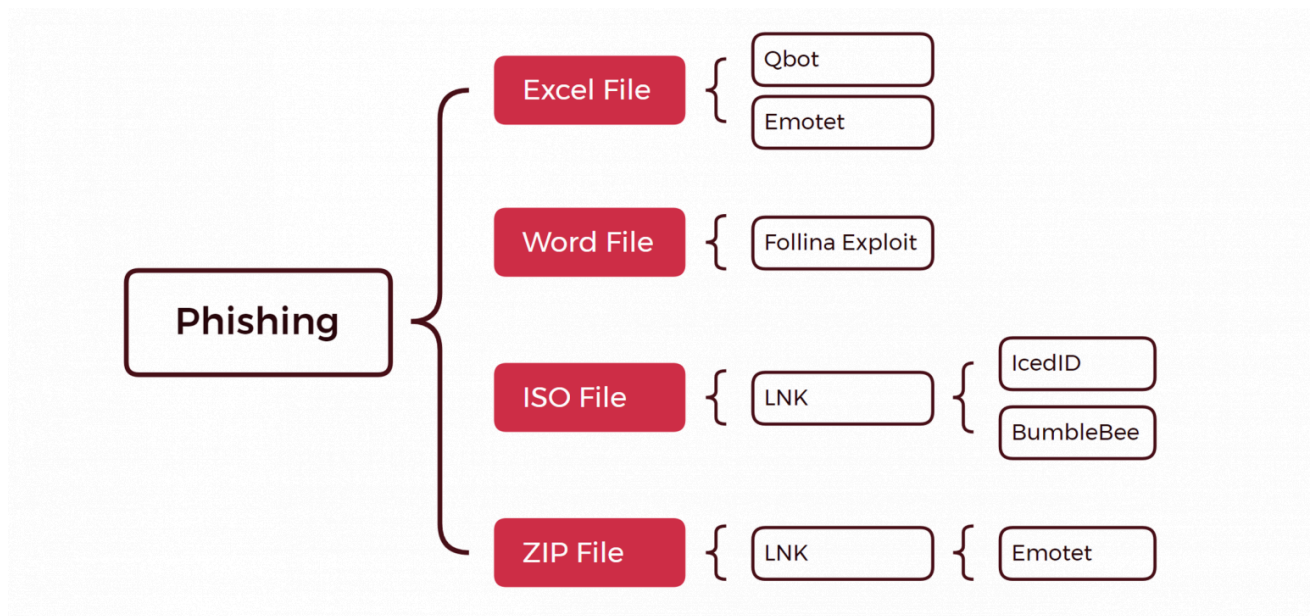 Phishing
Excel File
Qbot
Emotet
Word File
Follina Exploit
ISO File
LNK
IcedID
BumbleBee
ZIP File
LNK
Emotet